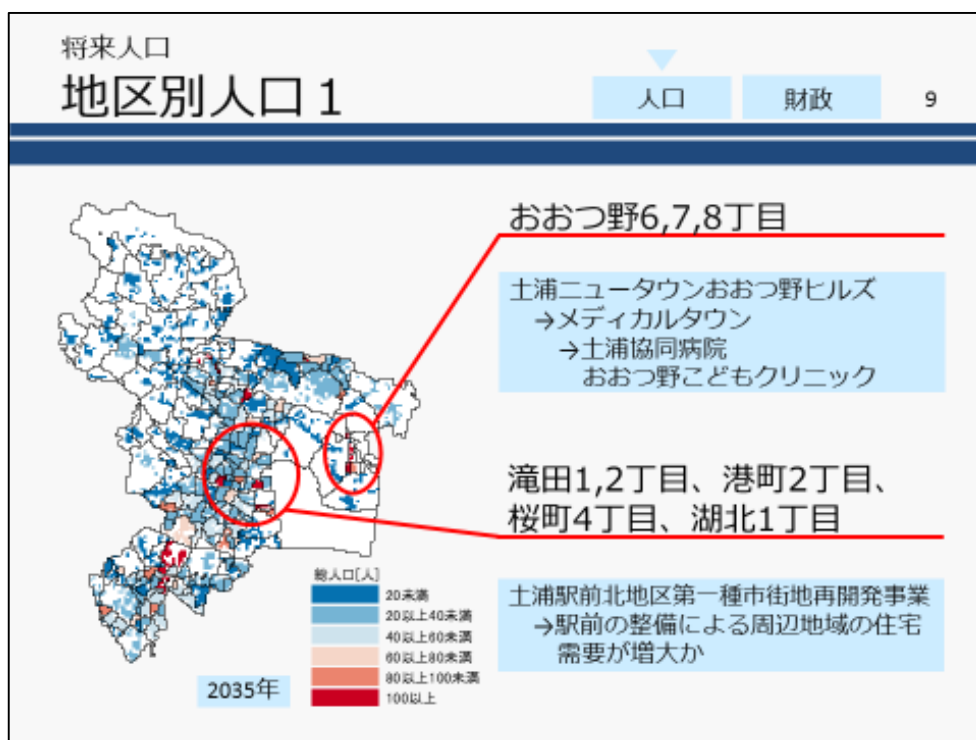 将来人口
地区別人口1
人口
財政
9
おおつ野6,7,8丁目
土浦ニュータウンおおつ野ヒルズ
→メディカルタウン
→土浦協同病院
おおつ野こどもクリニック
滝田1,2丁目、港町2丁目、
桜町4丁目、湖北1丁目
土浦駅前北地区第一種市街地再開発事業
→駅前の整備による周辺地域の住宅
需要が増大か
総人口[人]
20未満
20以上40未満
40以上60未満
60以上80未満
80以上100未満
100以上
2035年